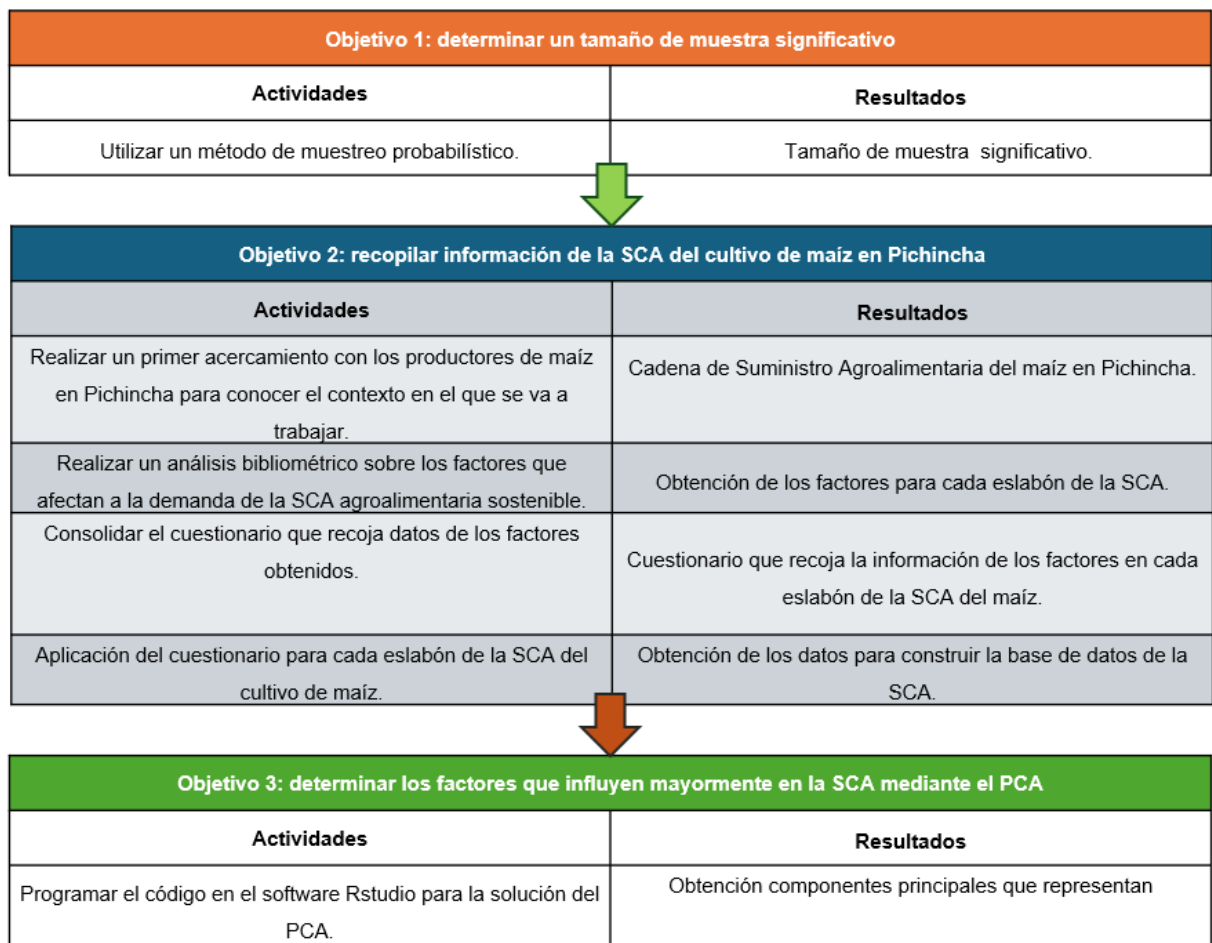 Objetivo 1: determinar un tamaño de muestra significativo
Actividades
Resultados
Utilizar un método de muestreo probabilístico.
Tamaño de muestra significativo.
Objetivo 2: recopilar información de la SCA del cultivo de maíz en Pichincha
Actividades
Resultados
Realizar un primer acercamiento con los productores de maíz
en Pichincha para conocer el contexto en el que se va a
trabajar.
Cadena de Suministro Agroalimentaria del maíz en Pichincha.
Realizar un análisis bibliométrico sobre los factores que
afectan a la demanda de la SCA agroalimentaria sostenible.
Obtención de los factores para cada eslabón de la SCA.
Consolidar el cuestionario que recoja datos de los factores
obtenidos.
Cuestionario que recoja la información de los factores en cada
eslabón de la SCA del maíz.
Aplicación del cuestionario para cada eslabón de la SCA del
cultivo de maíz.
Obtención de los datos para construir la base de datos de la
SCA.
Objetivo 3: determinar los factores que influyen mayormente en la SCA mediante el PCA
Actividades
Resultados
Programar el código en el software Rstudio para la solución del
PCA.
Obtención componentes principales que representan